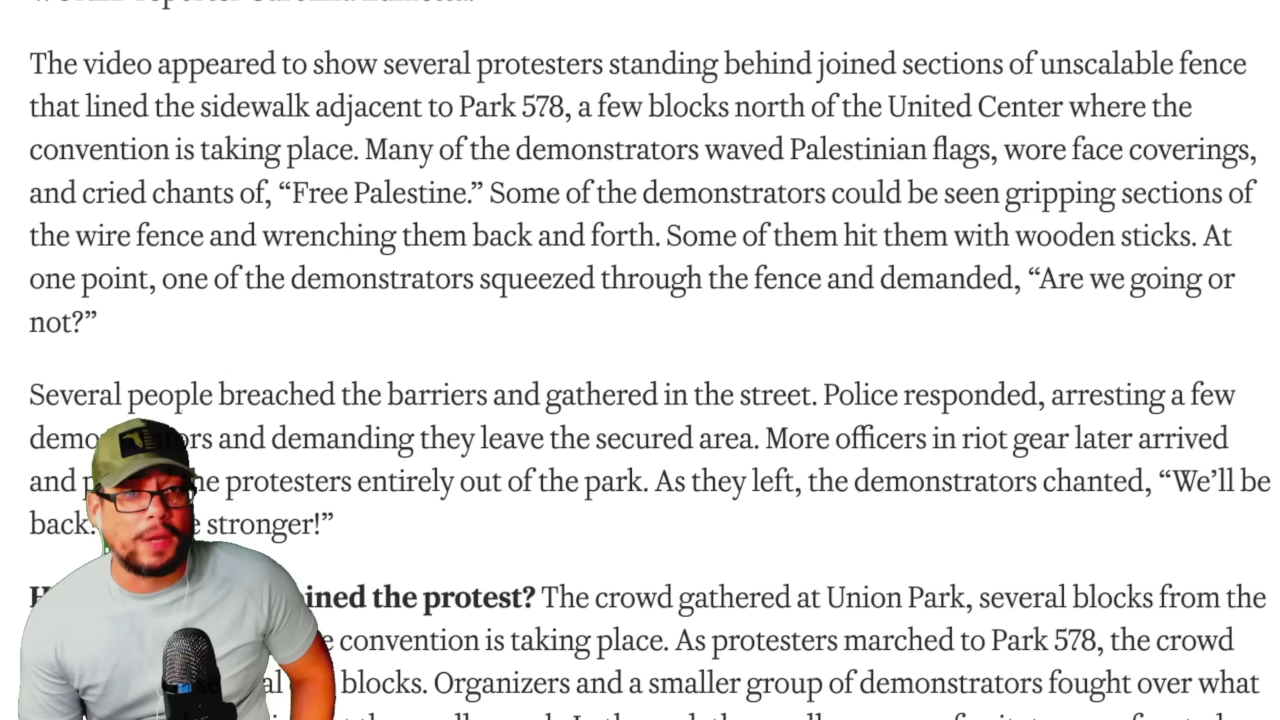 The video appeared to show several protesters standing behind joined sections of unscalable fence
that lined the sidewalk adjacent to Park 578, a few blocks north of the United Center where the
convention is taking place. Many of the demonstrators waved Palestinian flags, wore face coverings,
and cried chants of, “Free Palestine.” Some of the demonstrators could be seen gripping sections of
the wire fence and wrenching them back and forth. Some of them hit them with wooden sticks. At
one point, one of the demonstrators squeezed through the fence and demanded, “Are we going or
not?”
Several people breached the barriers and gathered in the street. Police responded, arresting a few
and demanding they leave the secured area. More officers in riot gear later arrived
and protesters entirely out of the park. As they left, the demonstrators chanted, “We’ll be
back. stronger!”
the protest? The crowd gathered at Union Park, several blocks from the
convention is taking place. As protesters marched to Park 578, the crowd
blocks. Organizers and a smaller group of demonstrators fought over what